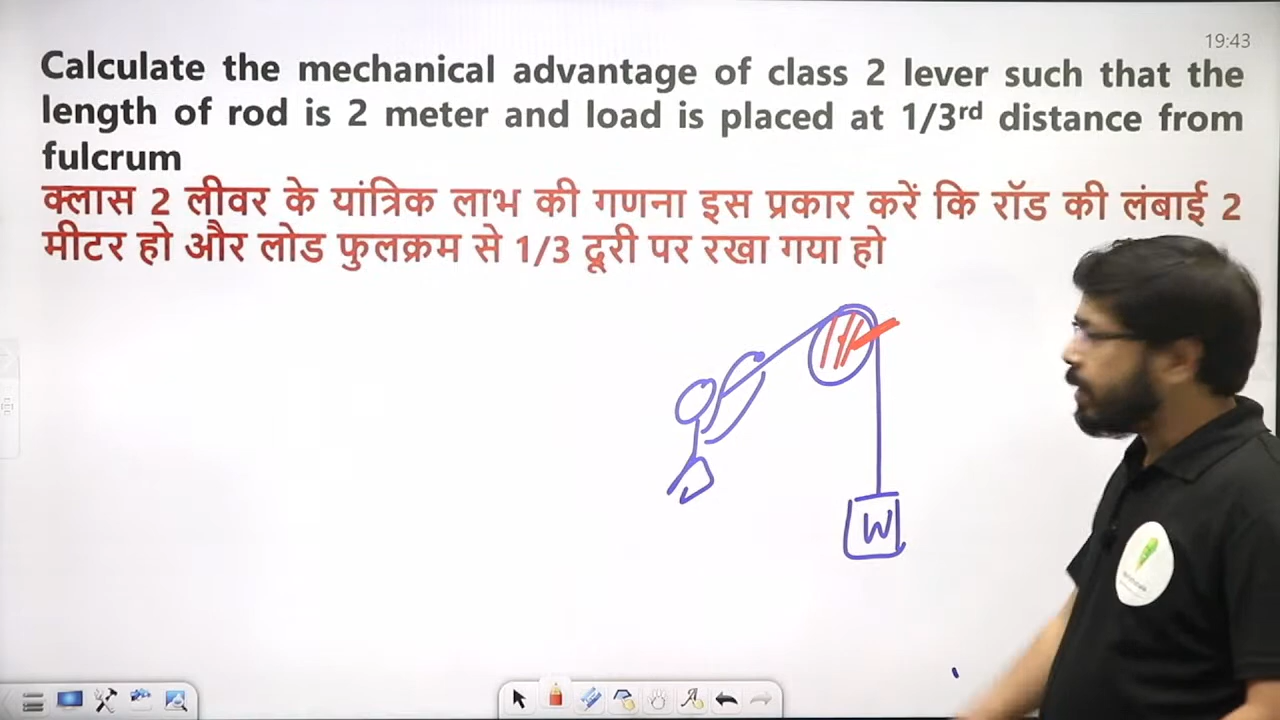 19:43
Calculate the mechanical advantage of class 2 lever such that the
length of rod is 2 meter and load is placed at 1/3rd distance from
fulcrum
क्लास 2 लीवर के यांत्रिक लाभ की गणना इस प्रकार करें कि रॉड की लंबाई 2
मीटर हो और लोड फुलक्रम से 1/3 दूरी पर रखा गया हो
W